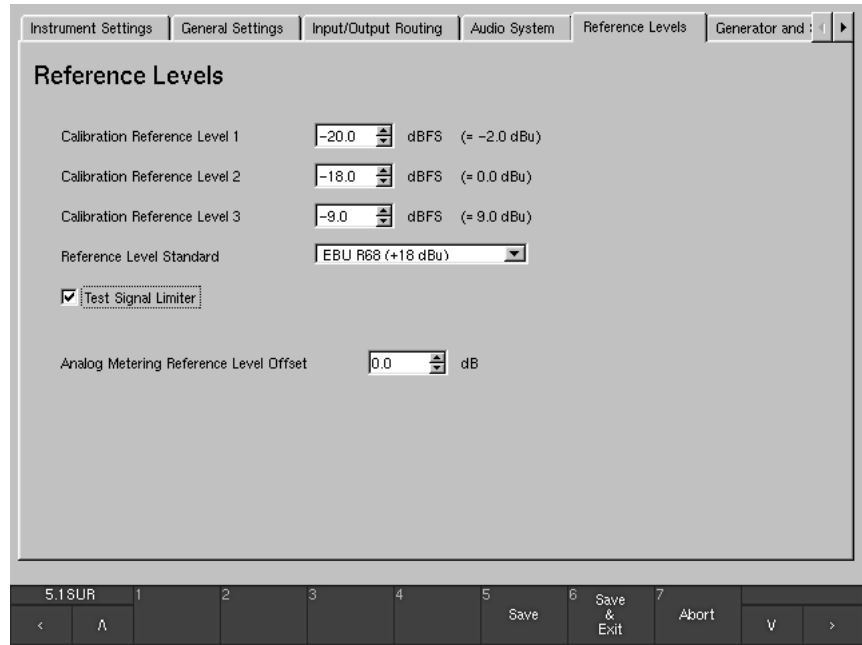 Instrument Settings General Settings Input/Output Routing Audio System Reference Levels Generator and
Reference Levels
Calibration Reference Level 1 -20.0 dBFS (= -2.0 dBu)
Calibration Reference Level 2 -18.0 dBFS (= 0.0 dBu)
Calibration Reference Level 3 -9.0 dBFS (= 9.0 dBu)
Reference Level Standard EBU R68 (+18 dBu)
Test Signal Limiter
Analog Metering Reference Level Offset 0.0 dB
5.1SUR 1 2 3 4 5 6 7
< Λ Save Save & Exit Abort V >